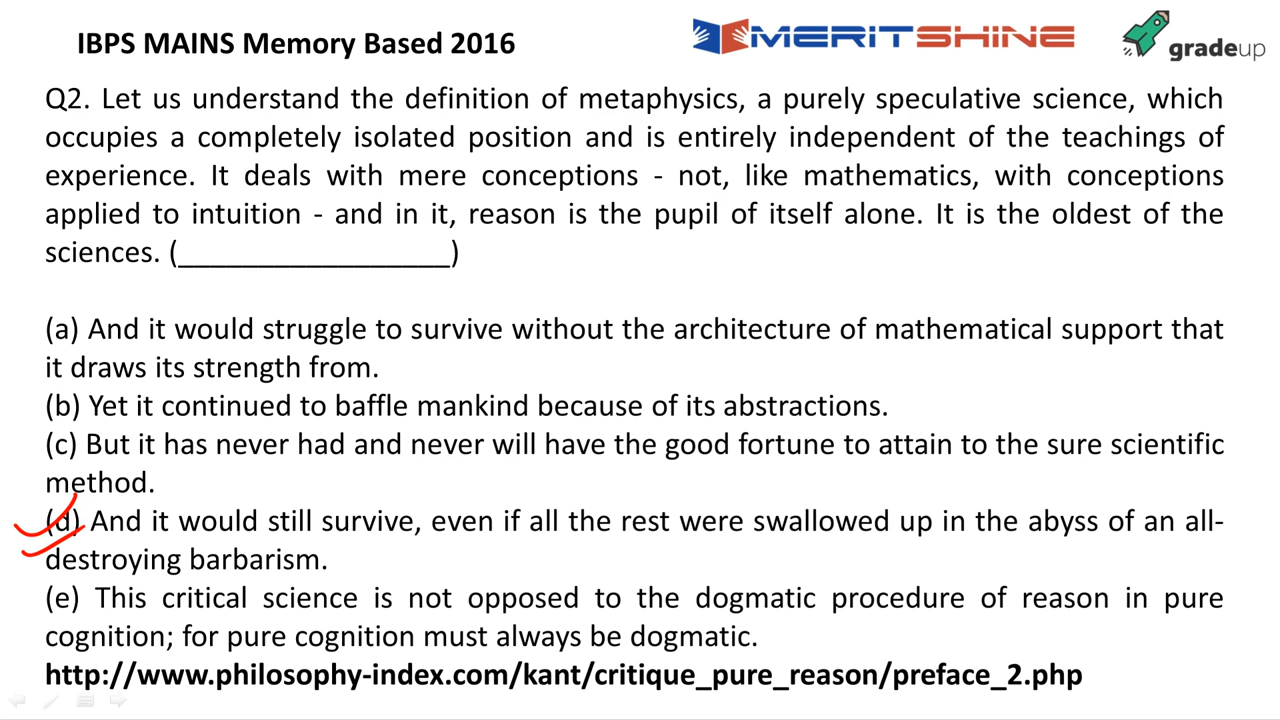 IBPS MAINS Memory Based 2016
MERITSHINE
gradeup
Q2. Let us understand the definition of metaphysics, a purely speculative science, which
occupies a completely isolated position and is entirely independent of the teachings of
experience. It deals with mere conceptions - not, like mathematics, with conceptions
applied to intuition - and in it, reason is the pupil of itself alone. It is the oldest of the
sciences. (_________________)
(a) And it would struggle to survive without the architecture of mathematical support that
it draws its strength from.
(b) Yet it continued to baffle mankind because of its abstractions.
(c) But it has never had and never will have the good fortune to attain to the sure scientific
method.
(d) And it would still survive, even if all the rest were swallowed up in the abyss of an all-
destroying barbarism.
(e) This critical science is not opposed to the dogmatic procedure of reason in pure
cognition; for pure cognition must always be dogmatic.
http://www.philosophy-index.com/kant/critique_pure_reason/preface_2.php